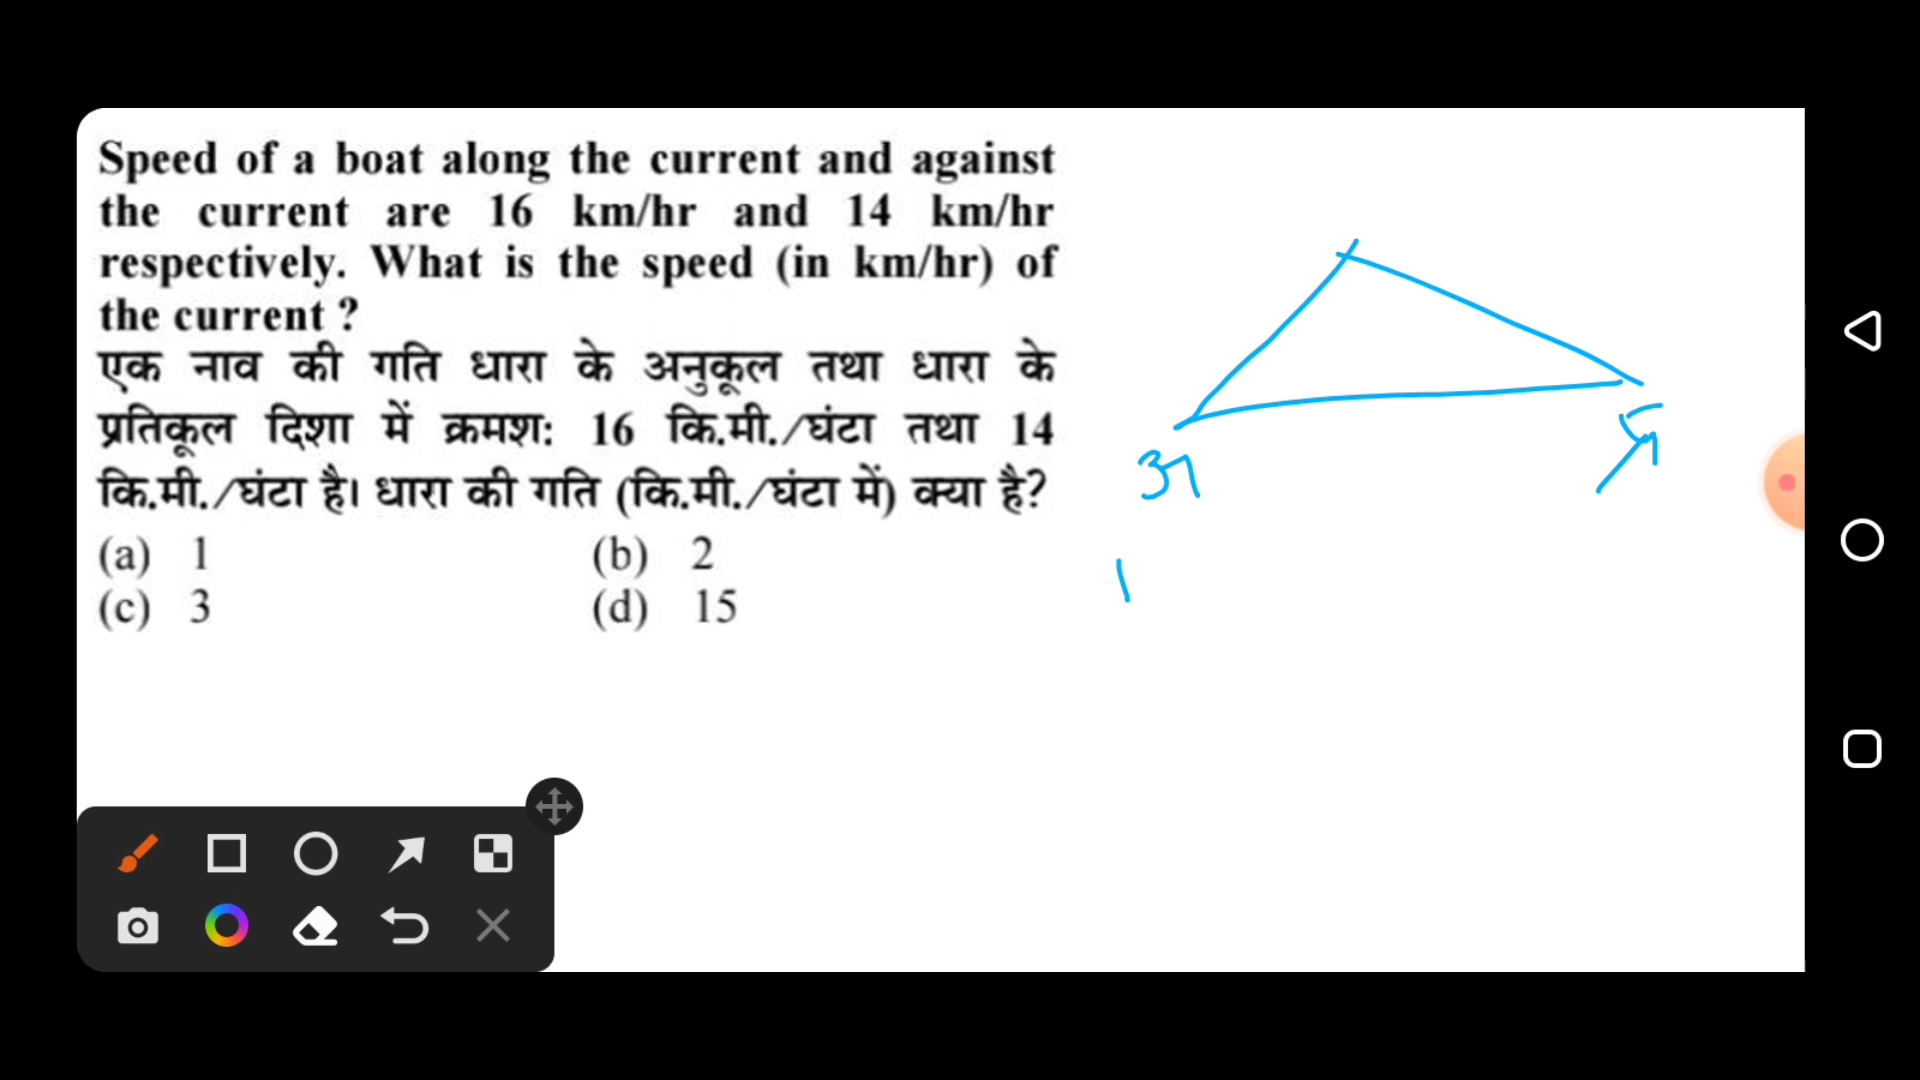 Speed of a boat along the current and against
the current are 16 km/hr and 14 km/hr
respectively. What is the speed (in km/hr) of
the current ?
एक नाव की गति धारा के अनुकूल तथा धारा के
प्रतिकूल दिशा में क्रमश: 16 कि.मी./घंटा तथा 14
कि.मी./घंटा है। धारा की गति (कि.मी./घंटा में) क्या है?
(a) 1 (b) 2
(c) 3 (d) 15